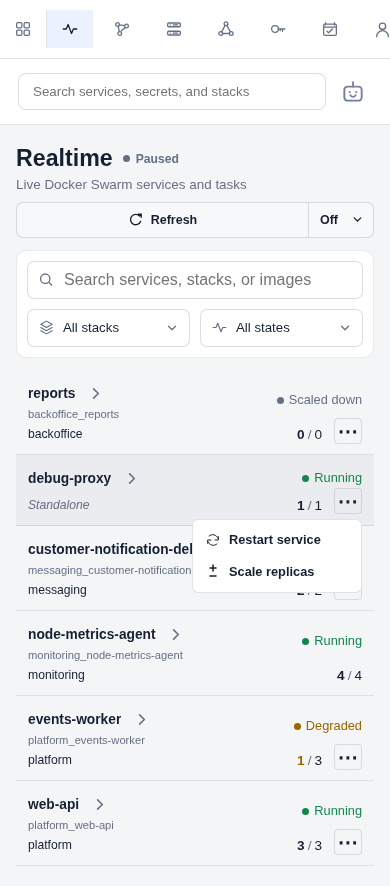 Search services, secrets, and stacks
Realtime
Paused
Live Docker Swarm services and tasks
Refresh
Off
Search services, stacks, or images
All stacks
All states
reports
Scaled down
backoffice_reports
backoffice
0 / 0
debug-proxy
Running
Standalone
1 / 1
Restart service
Scale replicas
messaging_customer-notification
messaging
node-metrics-agent
Running
monitoring_node-metrics-agent
monitoring
4 / 4
events-worker
Degraded
platform_events-worker
platform
1 / 3
web-api
Running
platform_web-api
platform
3 / 3